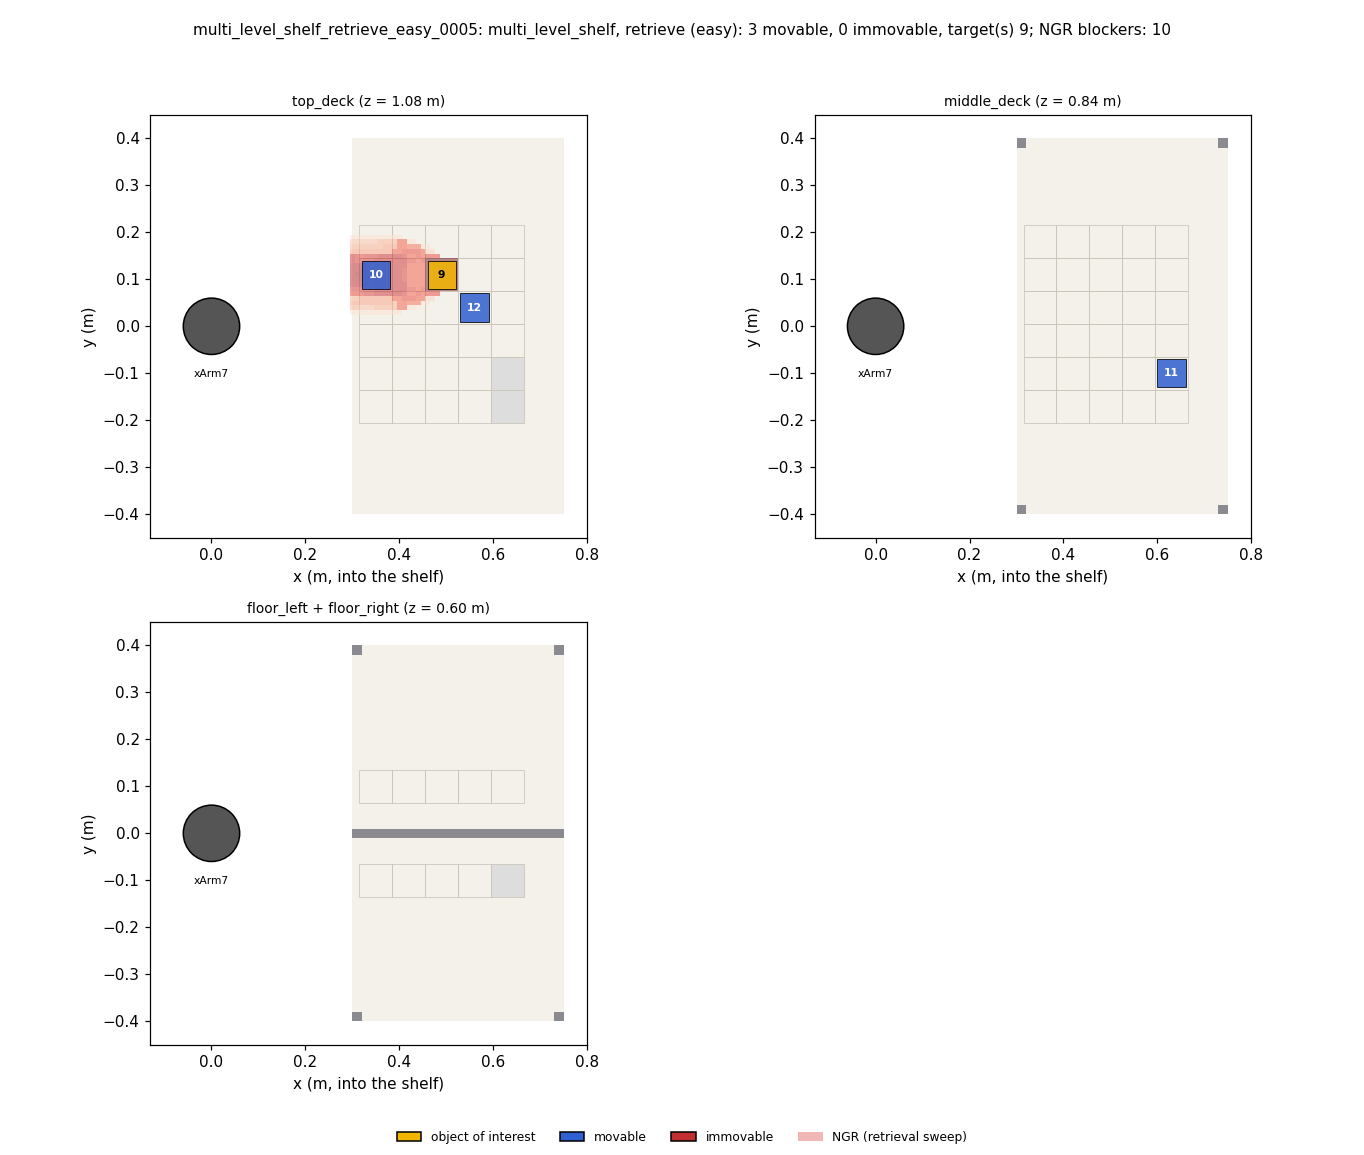 multi_level_shelf_retrieve_easy_0005: multi_level_shelf, retrieve (easy): 3 movable, 0 immovable, target(s) 9; NGR blockers: 10
top_deck (z = 1.08 m)
0.4
0.3
0.2
0.1
0.0
−0.1
−0.2
−0.3
−0.4
y (m)
10
9
12
xArm7
0.0
0.2
0.4
0.6
0.8
x (m, into the shelf)
middle_deck (z = 0.84 m)
0.4
0.3
0.2
0.1
0.0
−0.1
−0.2
−0.3
−0.4
y (m)
xArm7
11
0.0
0.2
0.4
0.6
0.8
x (m, into the shelf)
floor_left + floor_right (z = 0.60 m)
0.4
0.3
0.2
0.1
0.0
−0.1
−0.2
−0.3
−0.4
y (m)
xArm7
0.0
0.2
0.4
0.6
0.8
x (m, into the shelf)
object of interest
movable
immovable
NGR (retrieval sweep)